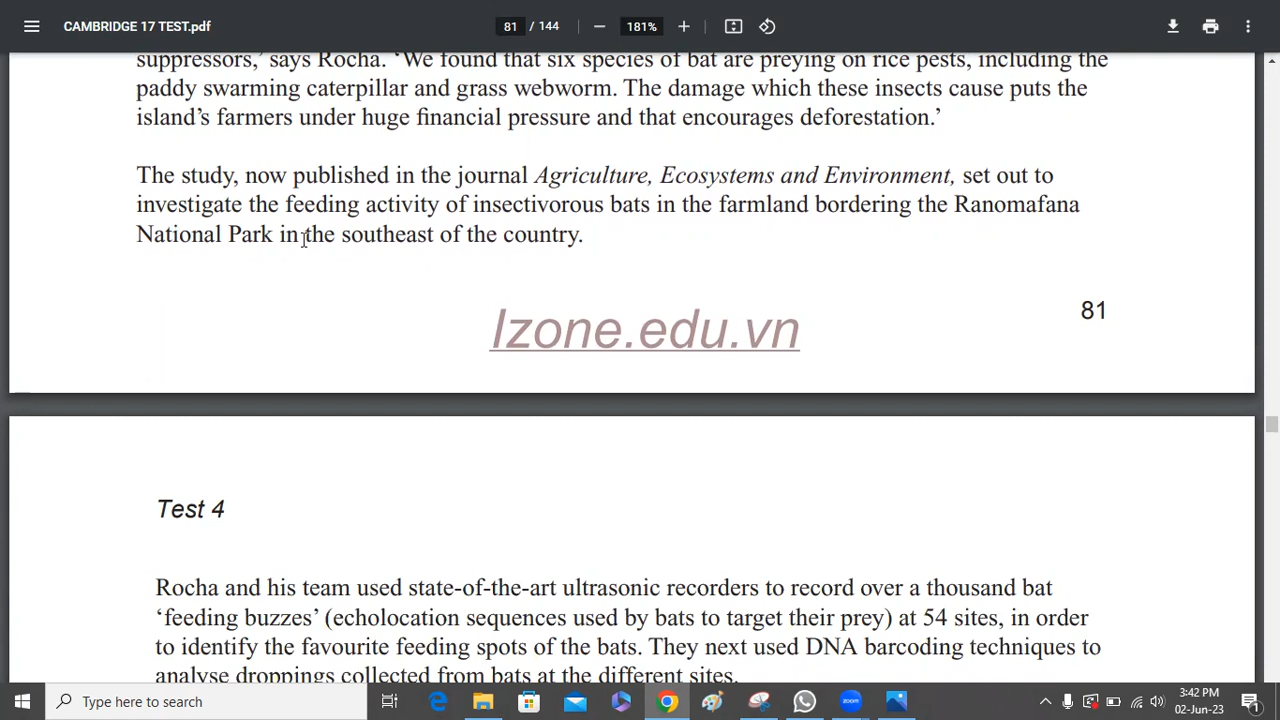 CAMBRIDGE 17 TEST.pdf
81 / 144
181%
suppressors,’ says Rocha. ‘We found that six species of bat are preying on rice pests, including the
paddy swarming caterpillar and grass webworm. The damage which these insects cause puts the
island’s farmers under huge financial pressure and that encourages deforestation.’
The study, now published in the journal Agriculture, Ecosystems and Environment, set out to
investigate the feeding activity of insectivorous bats in the farmland bordering the Ranomafana
National Park in the southeast of the country.
81
Izone.edu.vn
Test 4
Rocha and his team used state-of-the-art ultrasonic recorders to record over a thousand bat
‘feeding buzzes’ (echolocation sequences used by bats to target their prey) at 54 sites, in order
to identify the favourite feeding spots of the bats. They next used DNA barcoding techniques to
analyse droppings collected from bats at the different sites.
Type here to search
zoom
3:42 PM
02-Jun-23
1